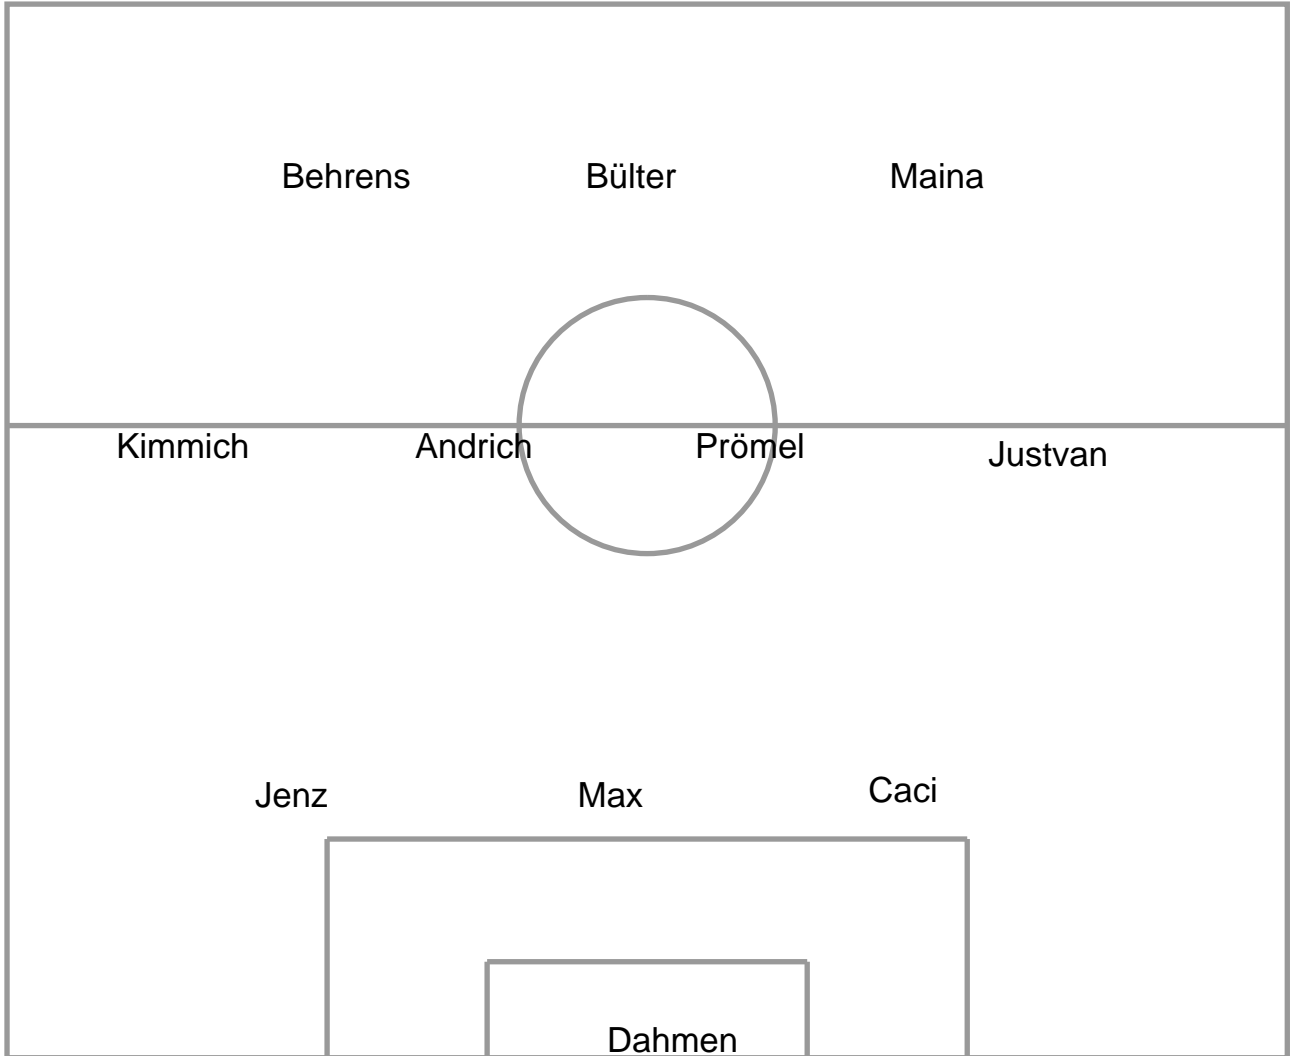 Behrens Bülter Maina
Kimmich Andrich Prömel Justvan
Jenz Max Caci
Dahmen